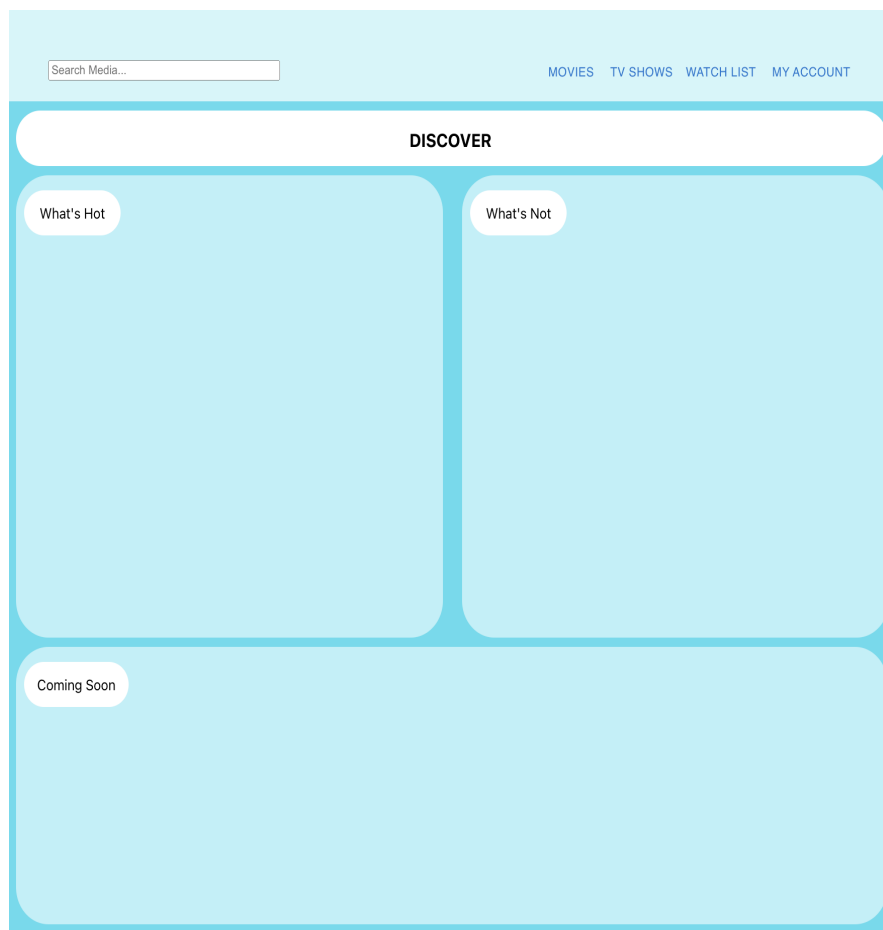 Search Media...
MOVIES TV SHOWS WATCH LIST MY ACCOUNT
DISCOVER
What's Hot
What's Not
Coming Soon